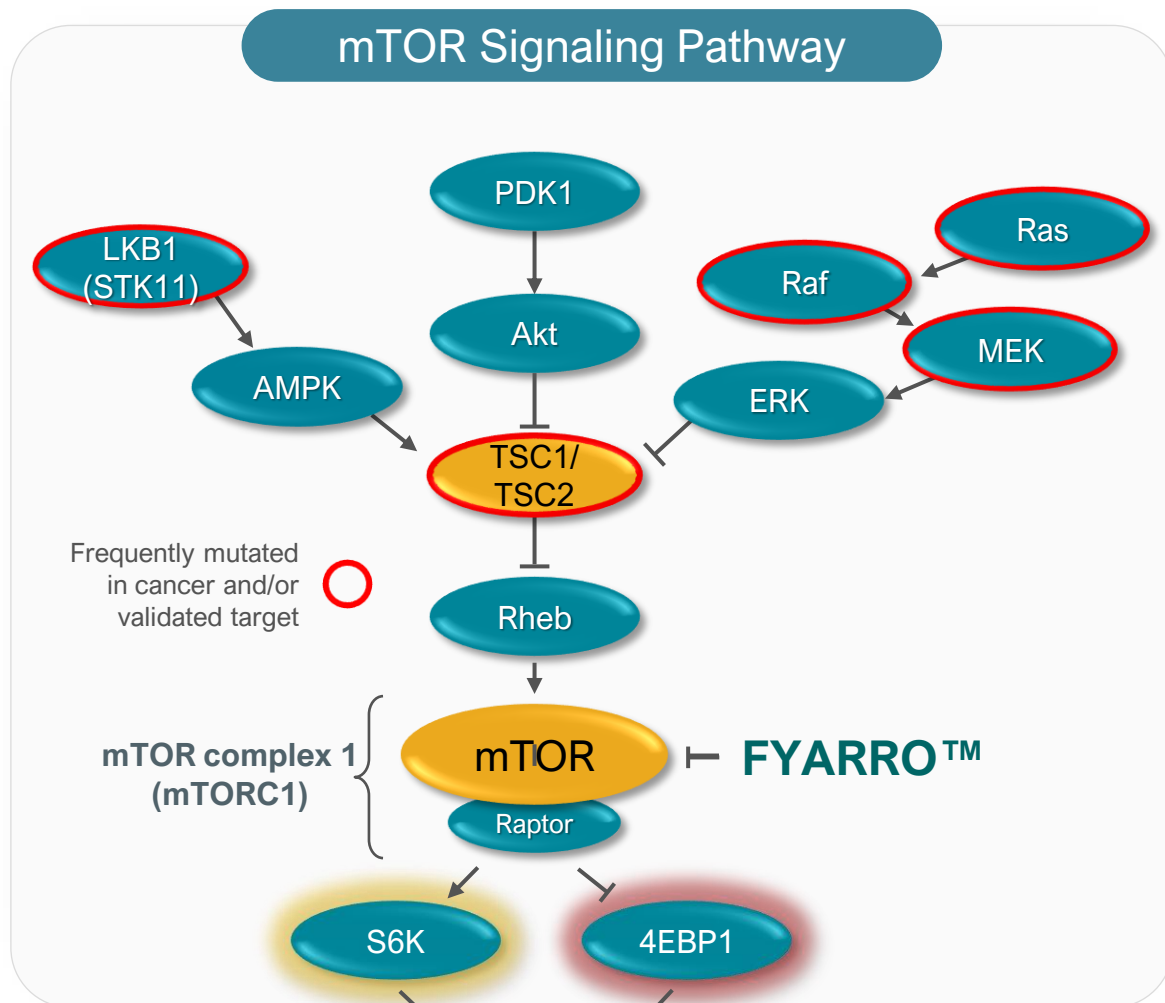 mTOR Signaling Pathway
PDK1
Ras
LKB1
(STK11)
Raf
Akt
MEK
AMPK
ERK
TSC1/
TSC2
Frequently mutated
in cancer and/or
validated target
Rheb
mTOR complex 1
(mTORC1)
mTOR
FYARRO™
Raptor
S6K
4EBP1